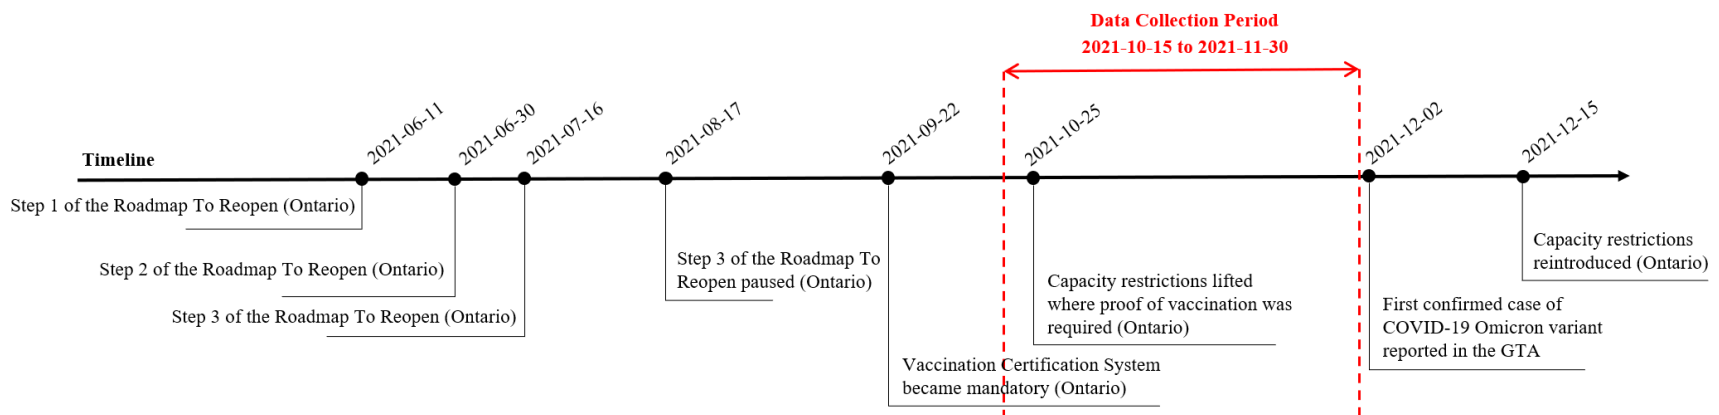 Data Collection Period
2021-10-15 to 2021-11-30
Timeline
2021-06-11
2021-06-30
2021-07-16
2021-08-17
2021-09-22
2021-10-25
2021-12-02
2021-12-15
Step 1 of the Roadmap To Reopen (Ontario)
Step 2 of the Roadmap To Reopen (Ontario)
Step 3 of the Roadmap To Reopen (Ontario)
Step 3 of the Roadmap To
Reopen paused (Ontario)
Vaccination Certification System
became mandatory (Ontario)
Capacity restrictions lifted
where proof of vaccination was
required (Ontario)
First confirmed case of
COVID-19 Omicron variant
reported in the GTA
Capacity restrictions
reintroduced (Ontario)